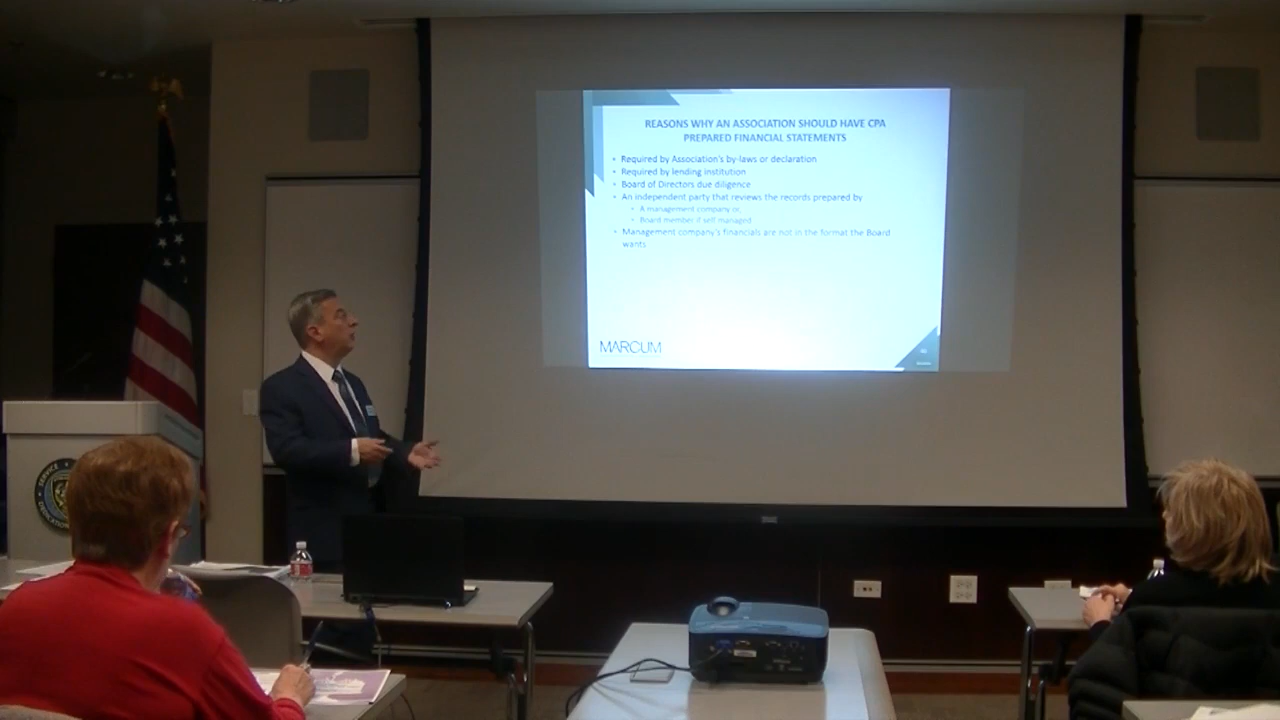 REASONS WHY AN ASSOCIATION SHOULD HAVE CPA
PREPARED FINANCIAL STATEMENTS
• Required by Association's by-laws or declaration
• Required by lending institution
• Board of Directors due diligence
• An independent party that reviews the records prepared by
• A management company or,
• Board member if self managed
• Management company's financials are not in the format the Board
wants
MARCUM
SERVICE